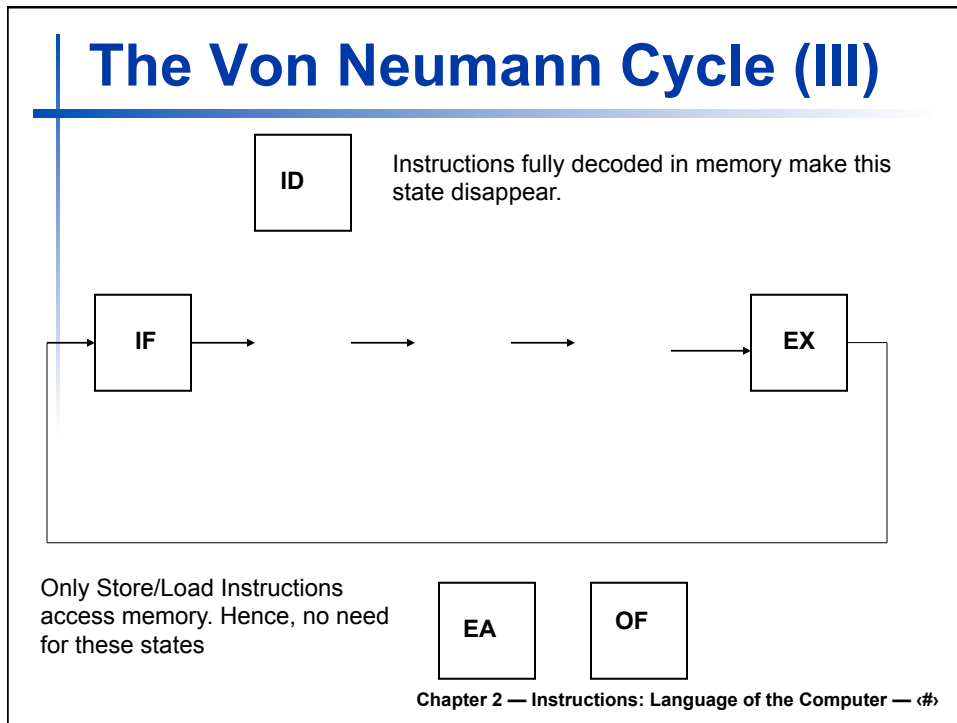 The Von Neumann Cycle (III)
ID
Instructions fully decoded in memory make this
state disappear.
IF
EX
Only Store/Load Instructions
access memory. Hence, no need
for these states
EA
OF
Chapter 2 — Instructions: Language of the Computer — ‹#›